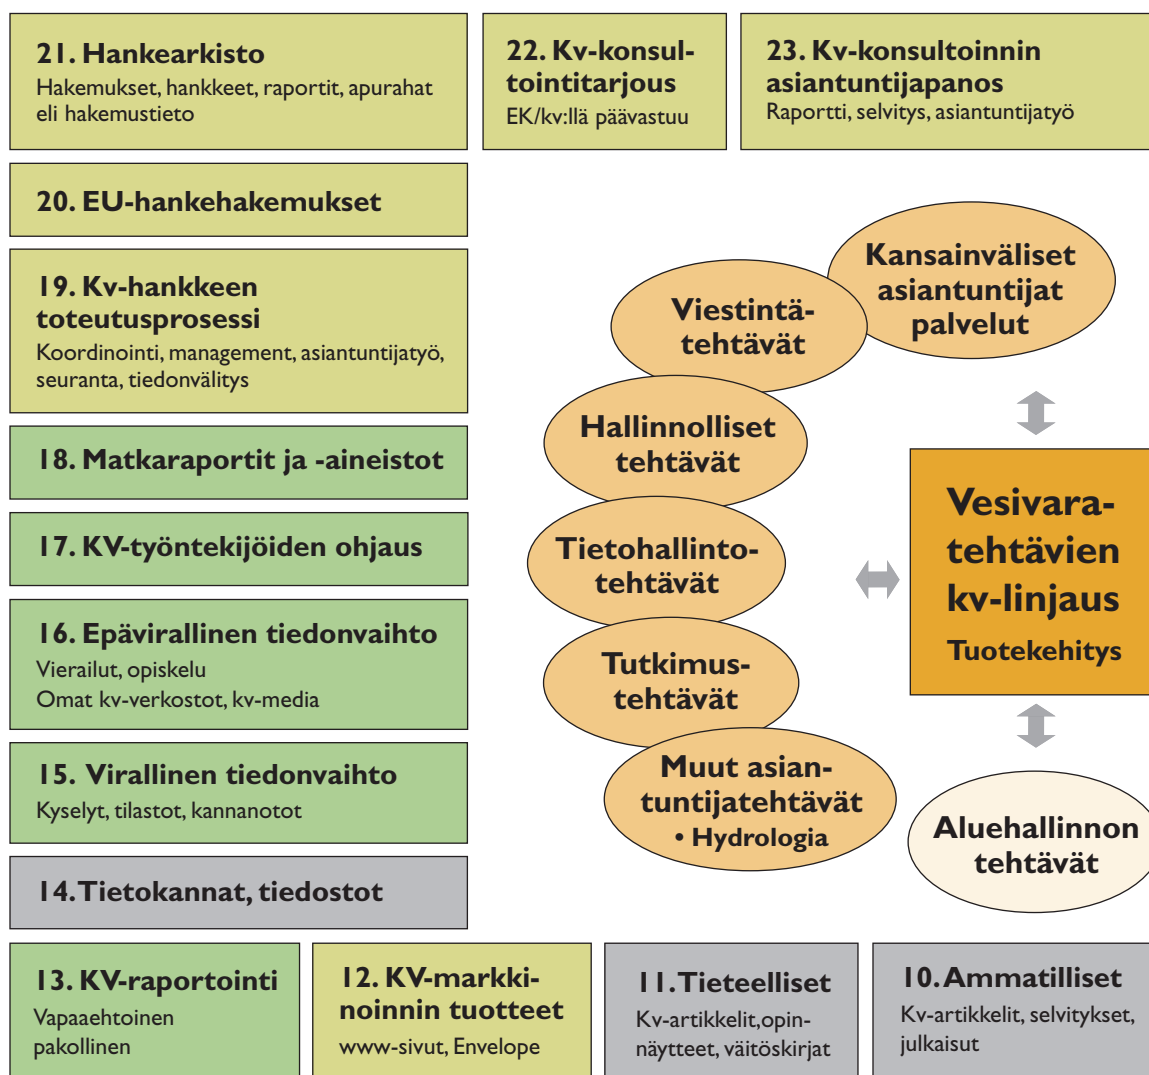 21. Hankearkisto
Hakemukset, hankkeet, raportit, apurahat
eli hakemustieto
22. Kv-konsul-
tointitarjous
EK/kv:llä päävastuu
23. Kv-konsultoinnin
asiantuntijapanos
Raportti, selvitys, asiantuntijatyö
20. EU-hankehakemukset
19. Kv-hankkeen
toteutusprosessi
Koordinointi, management, asiantuntijatyö,
seuranta, tiedonvälitys
18. Matkaraportit ja -aineistot
17. KV-työntekijöiden ohjaus
16. Epävirallinen tiedonvaihto
Vierailut, opiskelu
Omat kv-verkostot, kv-media
15. Virallinen tiedonvaihto
Kyselyt, tilastot, kannanotot
14. Tietokannat, tiedostot
Kansainväliset
asiantuntijat
palvelut
Viestintä-
tehtävät
Hallinnolliset
tehtävät
Tietohallinto-
tehtävät
Tutkimus-
tehtävät
Muut asian-
tuntijatehtävät
• Hydrologia
Vesivara-
tehtävien
kv-linjaus
Tuotekehitys
Aluehallinnon
tehtävät
13. KV-raportointi
Vapaaehtoinen
pakollinen
12. KV-markki-
noinnin tuotteet
www-sivut, Envelope
11. Tieteelliset
Kv-artikkelit,opin-
näytteet, väitöskirjat
10. Ammatilliset
Kv-artikkelit, selvitykset,
julkaisut